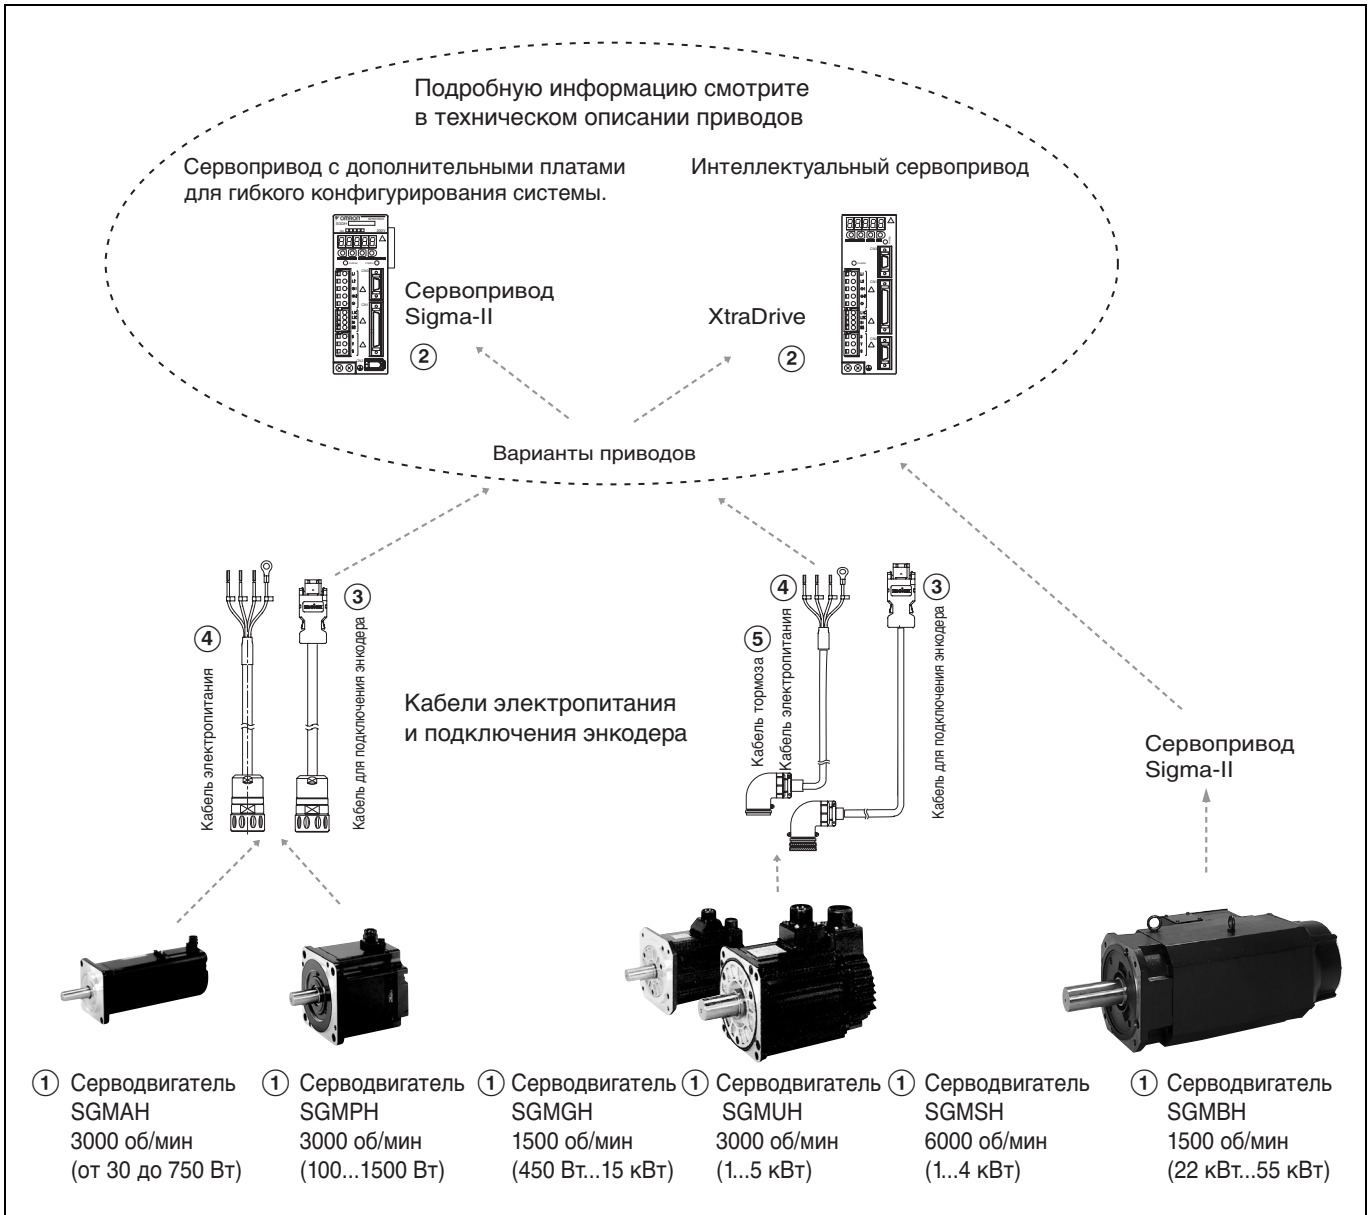 Подробную информацию смотрите
в техническом описании приводов
Сервопривод с дополнительными платами
для гибкого конфигурирования системы.
Интеллектуальный сервопривод
OMRON
Сервопривод
Sigma-II
2
XtraDrive
2
Варианты приводов
4
Кабель электропитания
3
Кабель для подключения энкодера
Кабели электропитания
и подключения энкодера
5
Кабель тормоза
4
Кабель электропитания
3
Кабель для подключения энкодера
Сервопривод
Sigma-II
1 Серводвигатель
SGMAH
3000 об/мин
(от 30 до 750 Вт)
1 Серводвигатель
SGMPH
3000 об/мин
(100...1500 Вт)
1 Серводвигатель
SGMGH
1500 об/мин
(450 Вт...15 кВт)
1 Серводвигатель
SGMUH
3000 об/мин
(1...5 кВт)
1 Серводвигатель
SGMSH
6000 об/мин
(1...4 кВт)
1 Серводвигатель
SGMBH
1500 об/мин
(22 кВт...55 кВт)